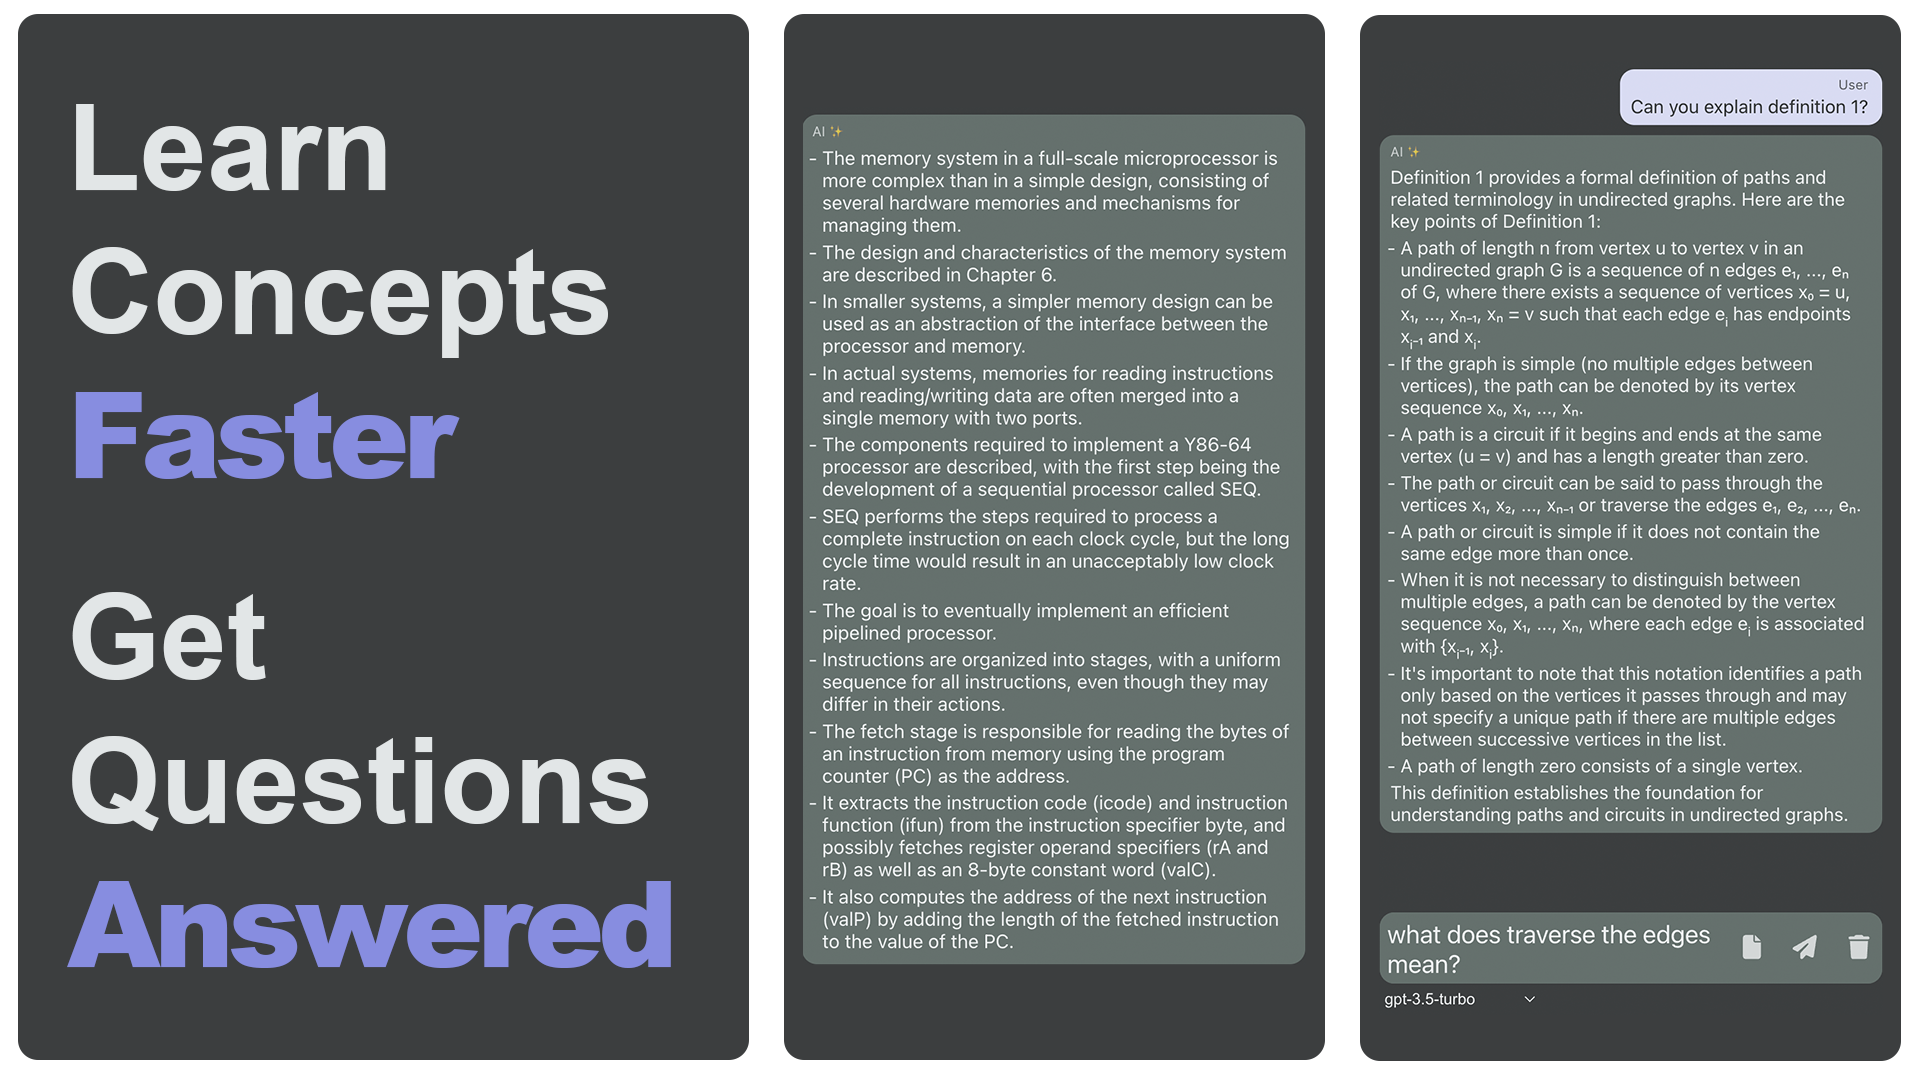 Learn
Concepts
Faster
Get
Questions
Answered
AI ✨
- The memory system in a full-scale microprocessor is
more complex than in a simple design, consisting of
several hardware memories and mechanisms for
managing them.
- The design and characteristics of the memory system
are described in Chapter 6.
- In smaller systems, a simpler memory design can be
used as an abstraction of the interface between the
processor and memory.
- In actual systems, memories for reading instructions
and reading/writing data are often merged into a
single memory with two ports.
- The components required to implement a Y86-64
processor are described, with the first step being the
development of a sequential processor called SEQ.
- SEQ performs the steps required to process a
complete instruction on each clock cycle, but the long
cycle time would result in an unacceptably low clock
rate.
- The goal is to eventually implement an efficient
pipelined processor.
- Instructions are organized into stages, with a uniform
sequence for all instructions, even though they may
differ in their actions.
- The fetch stage is responsible for reading the bytes of
an instruction from memory using the program
counter (PC) as the address.
- It extracts the instruction code (icode) and instruction
function (ifun) from the instruction specifier byte, and
possibly fetches register operand specifiers (rA and
rB) as well as an 8-byte constant word (valC).
- It also computes the address of the next instruction
(valP) by adding the length of the fetched instruction
to the value of the PC.
User
Can you explain definition 1?
AI ✨
Definition 1 provides a formal definition of paths and
related terminology in undirected graphs. Here are the
key points of Definition 1:
- A path of length n from vertex u to vertex v in an
undirected graph G is a sequence of n edges e₁, ..., eₙ
of G, where there exists a sequence of vertices x₀ = u,
x₁, ..., xₙ₋₁, xₙ = v such that each edge eᵢ has endpoints
xᵢ₋₁ and xᵢ.
- If the graph is simple (no multiple edges between
vertices), the path can be denoted by its vertex
sequence x₀, x₁, ..., xₙ.
- A path is a circuit if it begins and ends at the same
vertex (u = v) and has a length greater than zero.
- The path or circuit can be said to pass through the
vertices x₁, x₂, ..., xₙ₋₁ or traverse the edges e₁, e₂, ..., eₙ.
- A path or circuit is simple if it does not contain the
same edge more than once.
- When it is not necessary to distinguish between
multiple edges, a path can be denoted by the vertex
sequence x₀, x₁, ..., xₙ, where each edge eᵢ is associated
with {xᵢ₋₁, xᵢ}.
- It's important to note that this notation identifies a path
only based on the vertices it passes through and may
not specify a unique path if there are multiple edges
between successive vertices in the list.
- A path of length zero consists of a single vertex.
This definition establishes the foundation for
understanding paths and circuits in undirected graphs.
what does traverse the edges
mean?
gpt-3.5-turbo